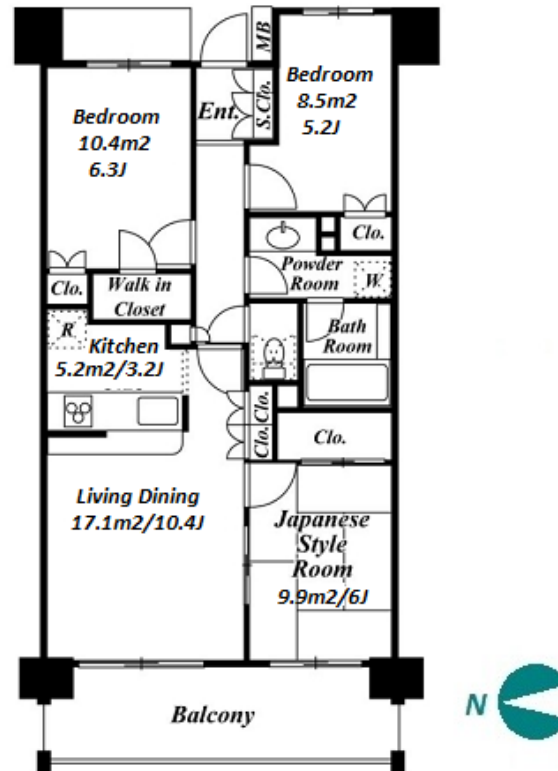 MB
Bedroom
8.5m2
5.2J
Bedroom
10.4m2
6.3J
Ent.
S.Clo.
Clo.
Powder
Room
W
Clo.
Walk in
Closet
R
Kitchen
5.2m2/3.2J
Bath
Room
Clo.
Clo.
Clo.
Living Dining
17.1m2/10.4J
Japanese
Style
Room
9.9m2/6J
Balcony
N